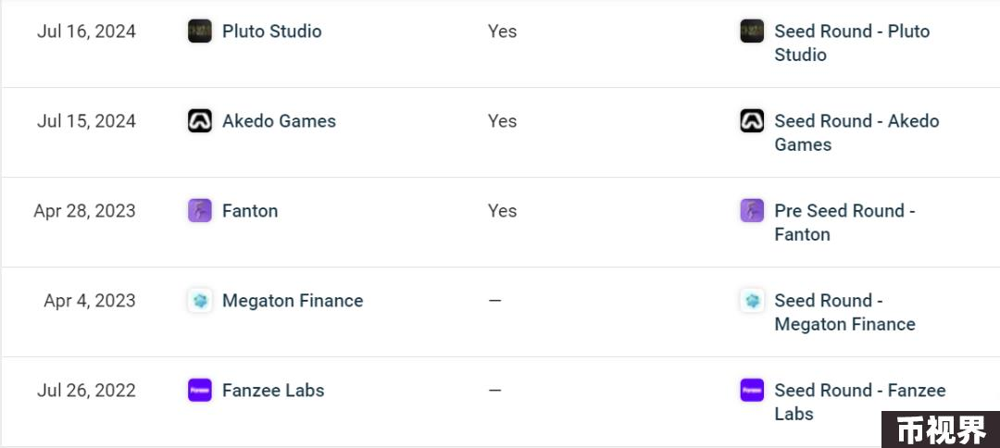 Jul 16, 2024 Pluto Studio Yes Seed Round - Pluto
Studio
Jul 15, 2024 Akedo Games Yes Seed Round - Akedo
Games
Apr 28, 2023 Fanton Yes Pre Seed Round -
Fanton
Apr 4, 2023 Megaton Finance — Seed Round -
Megaton Finance
Jul 26, 2022 Fanzee Labs — Seed Round - Fanzee
Labs
币视界